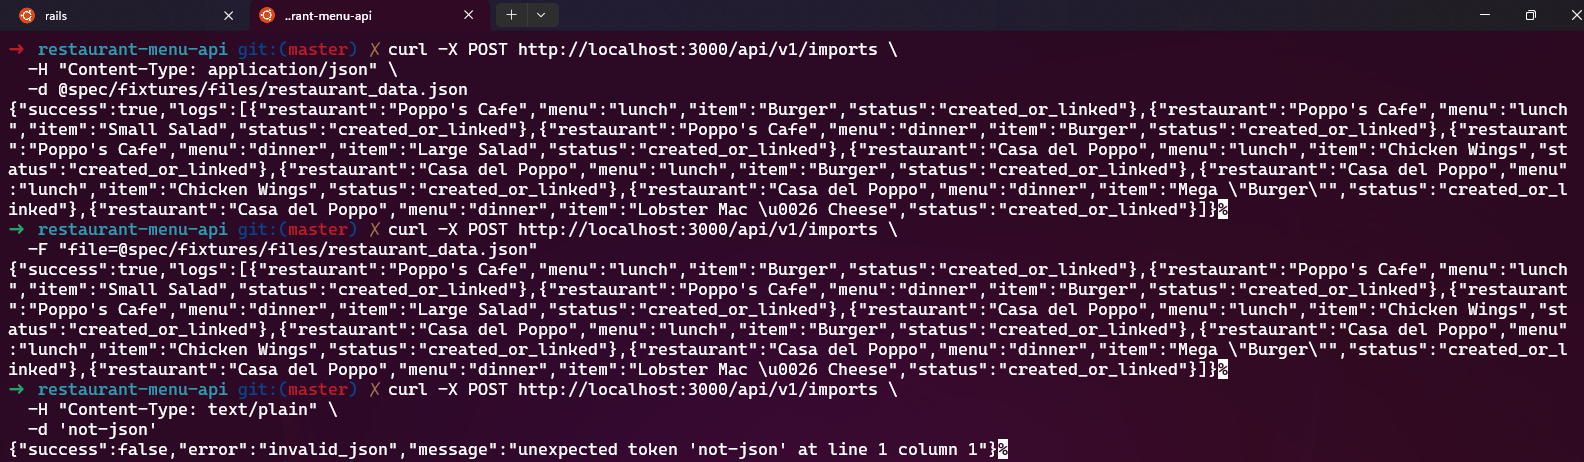 rails
..rant-menu-api
→ restaurant-menu-api git:(master) ✗ curl -X POST http://localhost:3000/api/v1/imports \
-H "Content-Type: application/json" \
-d @spec/fixtures/files/restaurant_data.json
{"success":true,"logs":[{"restaurant":"Poppo's Cafe","menu":"lunch","item":"Burger","status":"created_or_linked"},{"restaurant":"Poppo's Cafe","menu":"lunch
","item":"Small Salad","status":"created_or_linked"},{"restaurant":"Poppo's Cafe","menu":"dinner","item":"Burger","status":"created_or_linked"},{"restaurant
":"Poppo's Cafe","menu":"dinner","item":"Large Salad","status":"created_or_linked"},{"restaurant":"Casa del Poppo","menu":"lunch","item":"Chicken Wings","st
atus":"created_or_linked"},{"restaurant":"Casa del Poppo","menu":"lunch","item":"Burger","status":"created_or_linked"},{"restaurant":"Casa del Poppo","menu"
:"lunch","item":"Chicken Wings","status":"created_or_linked"},{"restaurant":"Casa del Poppo","menu":"dinner","item":"Mega \"Burger\"","status":"created_or_l
inked"},{"restaurant":"Casa del Poppo","menu":"dinner","item":"Lobster Mac \u0026 Cheese","status":"created_or_linked"}]}%
→ restaurant-menu-api git:(master) ✗ curl -X POST http://localhost:3000/api/v1/imports \
-F "file=@spec/fixtures/files/restaurant_data.json"
{"success":true,"logs":[{"restaurant":"Poppo's Cafe","menu":"lunch","item":"Burger","status":"created_or_linked"},{"restaurant":"Poppo's Cafe","menu":"lunch
","item":"Small Salad","status":"created_or_linked"},{"restaurant":"Poppo's Cafe","menu":"dinner","item":"Burger","status":"created_or_linked"},{"restaurant
":"Poppo's Cafe","menu":"dinner","item":"Large Salad","status":"created_or_linked"},{"restaurant":"Casa del Poppo","menu":"lunch","item":"Chicken Wings","st
atus":"created_or_linked"},{"restaurant":"Casa del Poppo","menu":"lunch","item":"Burger","status":"created_or_linked"},{"restaurant":"Casa del Poppo","menu"
:"lunch","item":"Chicken Wings","status":"created_or_linked"},{"restaurant":"Casa del Poppo","menu":"dinner","item":"Mega \"Burger\"","status":"created_or_l
inked"},{"restaurant":"Casa del Poppo","menu":"dinner","item":"Lobster Mac \u0026 Cheese","status":"created_or_linked"}]}%
→ restaurant-menu-api git:(master) ✗ curl -X POST http://localhost:3000/api/v1/imports \
-H "Content-Type: text/plain" \
-d 'not-json'
{"success":false,"error":"invalid_json","message":"unexpected token 'not-json' at line 1 column 1"}%